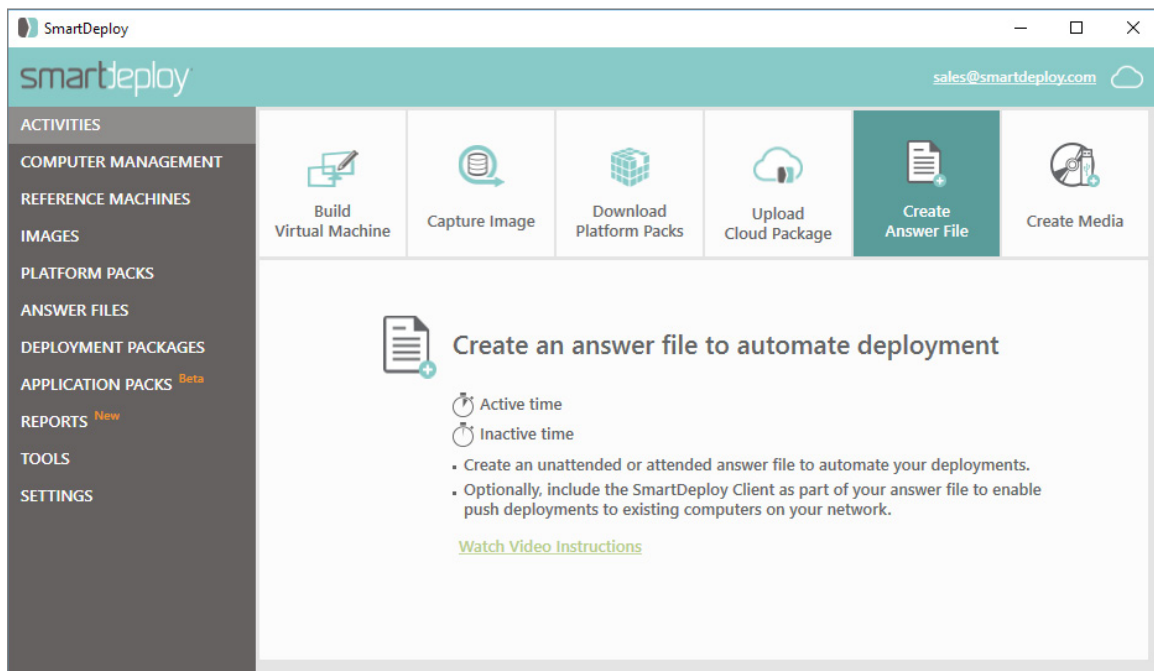 SmartDeploy
smartdeploy
sales@smartdeploy.com
ACTIVITIES
COMPUTER MANAGEMENT
REFERENCE MACHINES
IMAGES
PLATFORM PACKS
ANSWER FILES
DEPLOYMENT PACKAGES
APPLICATION PACKS Beta
REPORTS New
TOOLS
SETTINGS
Build
Virtual Machine
Capture Image
Download
Platform Packs
Upload
Cloud Package
Create
Answer File
Create Media
Create an answer file to automate deployment
Active time
Inactive time
▪ Create an unattended or attended answer file to automate your deployments.
▪ Optionally, include the SmartDeploy Client as part of your answer file to enable
push deployments to existing computers on your network.
Watch Video Instructions